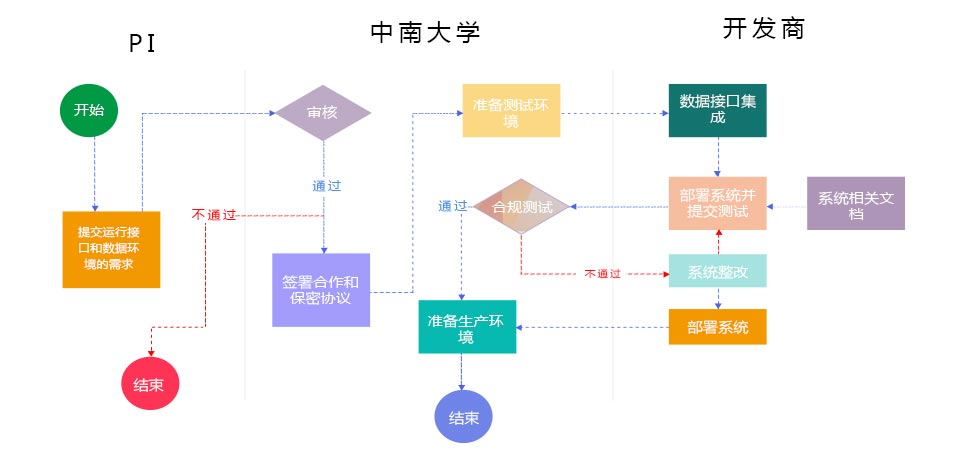 PI
中南大学
开发商
开始
审核
准备测试环
境
数据接口集
成
通过
不通过
提交运行接
口和数据环
境的需求
签署合作和
保密协议
通过
合规测试
部署系统并
提交测试
系统相关文
档
不通过
系统整改
准备生产环
境
部署系统
结束
结束